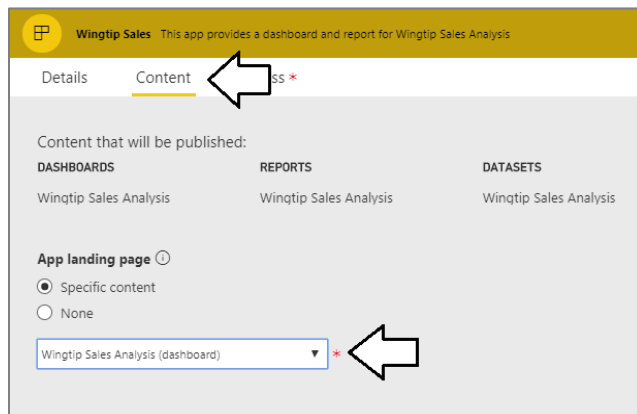 Wingtip Sales This app provides a dashboard and report for Wingtip Sales Analysis
Details Content ss *
Content that will be published:
DASHBOARDS REPORTS DATASETS
Wingtip Sales Analysis Wingtip Sales Analysis Wingtip Sales Analysis
App landing page
Specific content
None
Wingtip Sales Analysis (dashboard) *